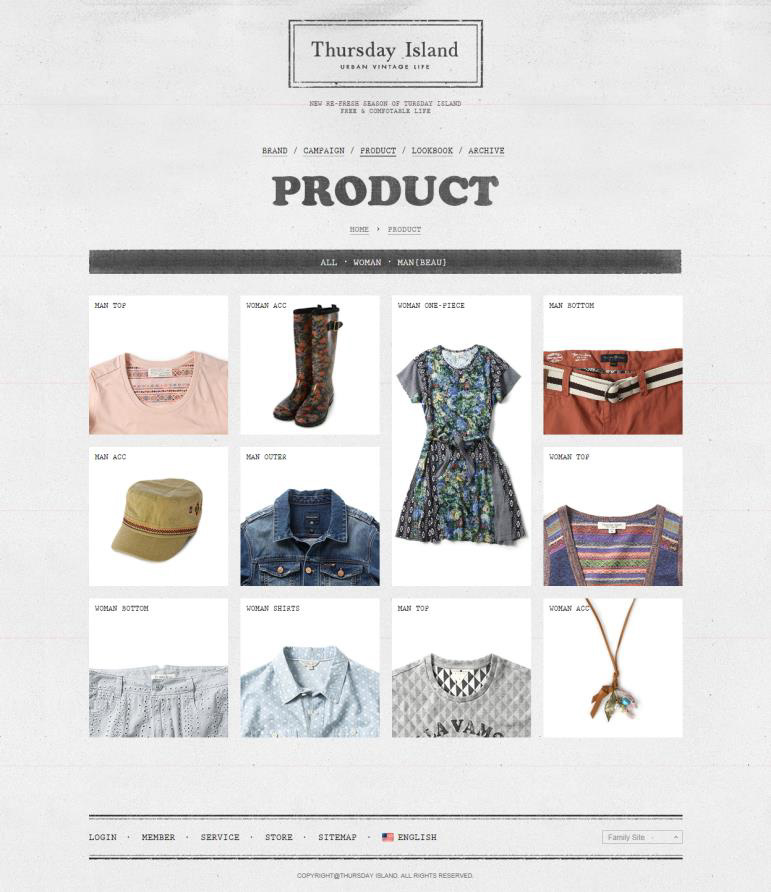 Thursday Island
URBAN VINTAGE LIFE
NEW RE-FRESH SEASON OF TURSDAY ISLAND
FREE & COMFOTABLE LIFE
BRAND / CAMPAIGN / PRODUCT / LOOKBOOK / ARCHIVE
PRODUCT
HOME › PRODUCT
ALL · WOMAN · MAN{BEAU}
MAN TOP
WOMAN ACC
WOMAN ONE-PIECE
MAN BOTTOM
MAN ACC
MAN OUTER
WOMAN TOP
WOMAN BOTTOM
WOMAN SHIRTS
MAN TOP
WOMAN ACC
LOGIN · MEMBER · SERVICE · STORE · SITEMAP · ENGLISH
Family Site
COPYRIGHT@THURSDAY ISLAND. ALL RIGHTS RESERVED.